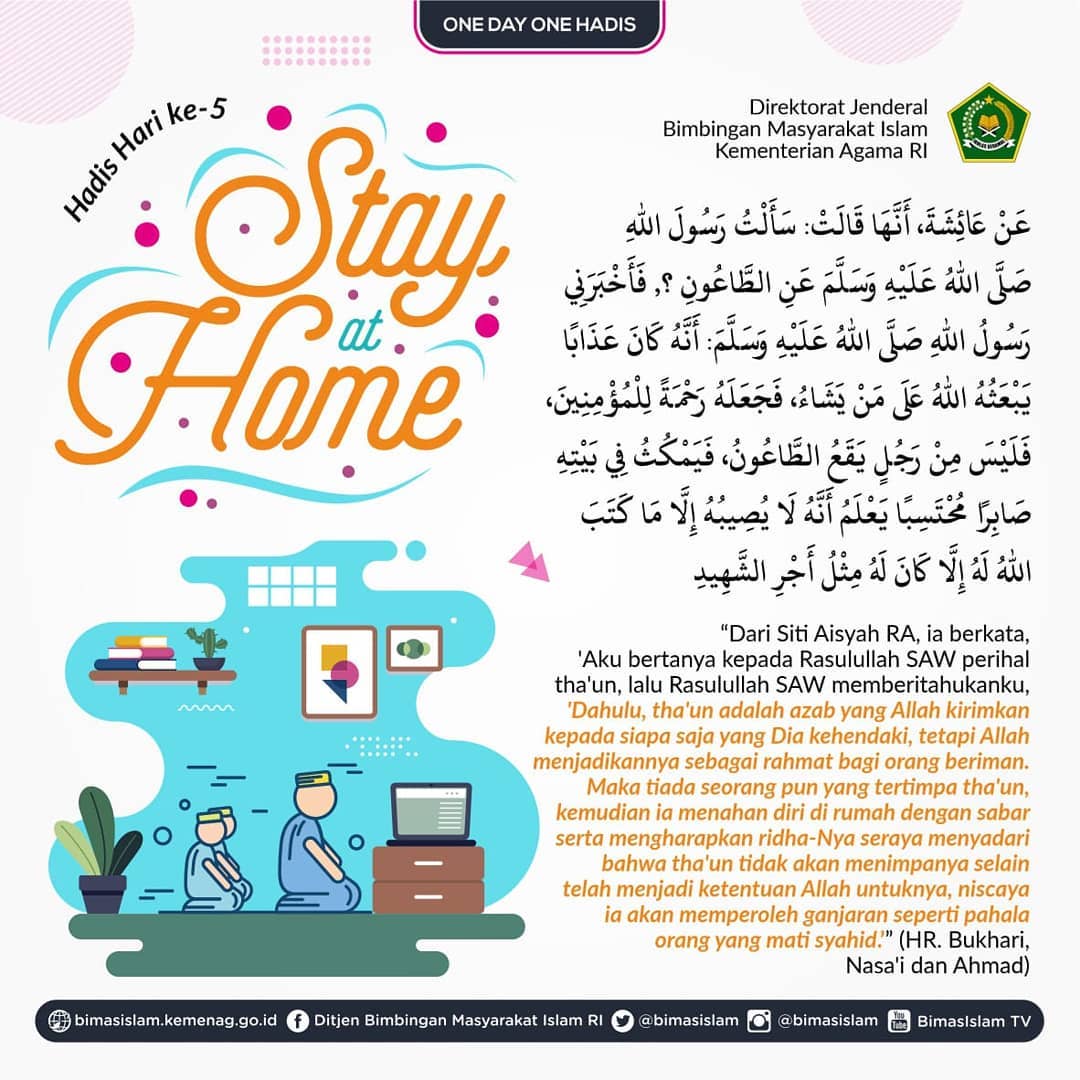 ONE DAY ONE HADIS
Hadis Hari ke-5
Stay
at
Home
Direktorat Jenderal
Bimbingan Masyarakat Islam
Kementerian Agama RI
عَنْ عَائِشَةَ، أَنَّهَا قَالَتْ: سَأَلْتُ رَسُولَ اللهِ
صَلَّى اللهُ عَلَيْهِ وَسَلَّمَ عَنِ الطَّاعُونِ ؟, فَأَخْبَرَنِي
رَسُولُ اللهِ صَلَّى اللهُ عَلَيْهِ وَسَلَّمَ: أَنَّهُ كَانَ عَذَابًا
يَبْعَثُهُ اللهُ عَلَى مَنْ يَشَاءُ، فَجَعَلَهُ رَحْمَةً لِلْمُؤْمِنِينَ،
فَلَيْسَ مِنْ رَجُلٍ يَقَعُ الطَّاعُونُ، فَيَمْكُثُ فِي بَيْتِهِ
صَابِرًا مُحْتَسِبًا يَعْلَمُ أَنَّهُ لَا يُصِيبُهُ إِلَّا مَا كَتَبَ
اللهُ لَهُ إِلَّا كَانَ لَهُ مِثْلُ أَجْرِ الشَّهِيدِ
“Dari Siti Aisyah RA, ia berkata,
'Aku bertanya kepada Rasulullah SAW perihal
tha'un, lalu Rasulullah SAW memberitahukanku,
'Dahulu, tha'un adalah azab yang Allah kirimkan
kepada siapa saja yang Dia kehendaki, tetapi Allah
menjadikannya sebagai rahmat bagi orang beriman.
Maka tiada seorang pun yang tertimpa tha'un,
kemudian ia menahan diri di rumah dengan sabar
serta mengharapkan ridha-Nya seraya menyadari
bahwa tha'un tidak akan menimpanya selain
telah menjadi ketentuan Allah untuknya, niscaya
ia akan memperoleh ganjaran seperti pahala
orang yang mati syahid.'” (HR. Bukhari,
Nasa'i dan Ahmad)
bimasislam.kemenag.go.id Ditjen Bimbingan Masyarakat Islam RI @bimasislam @bimasislam You Tube BimasIslam TV